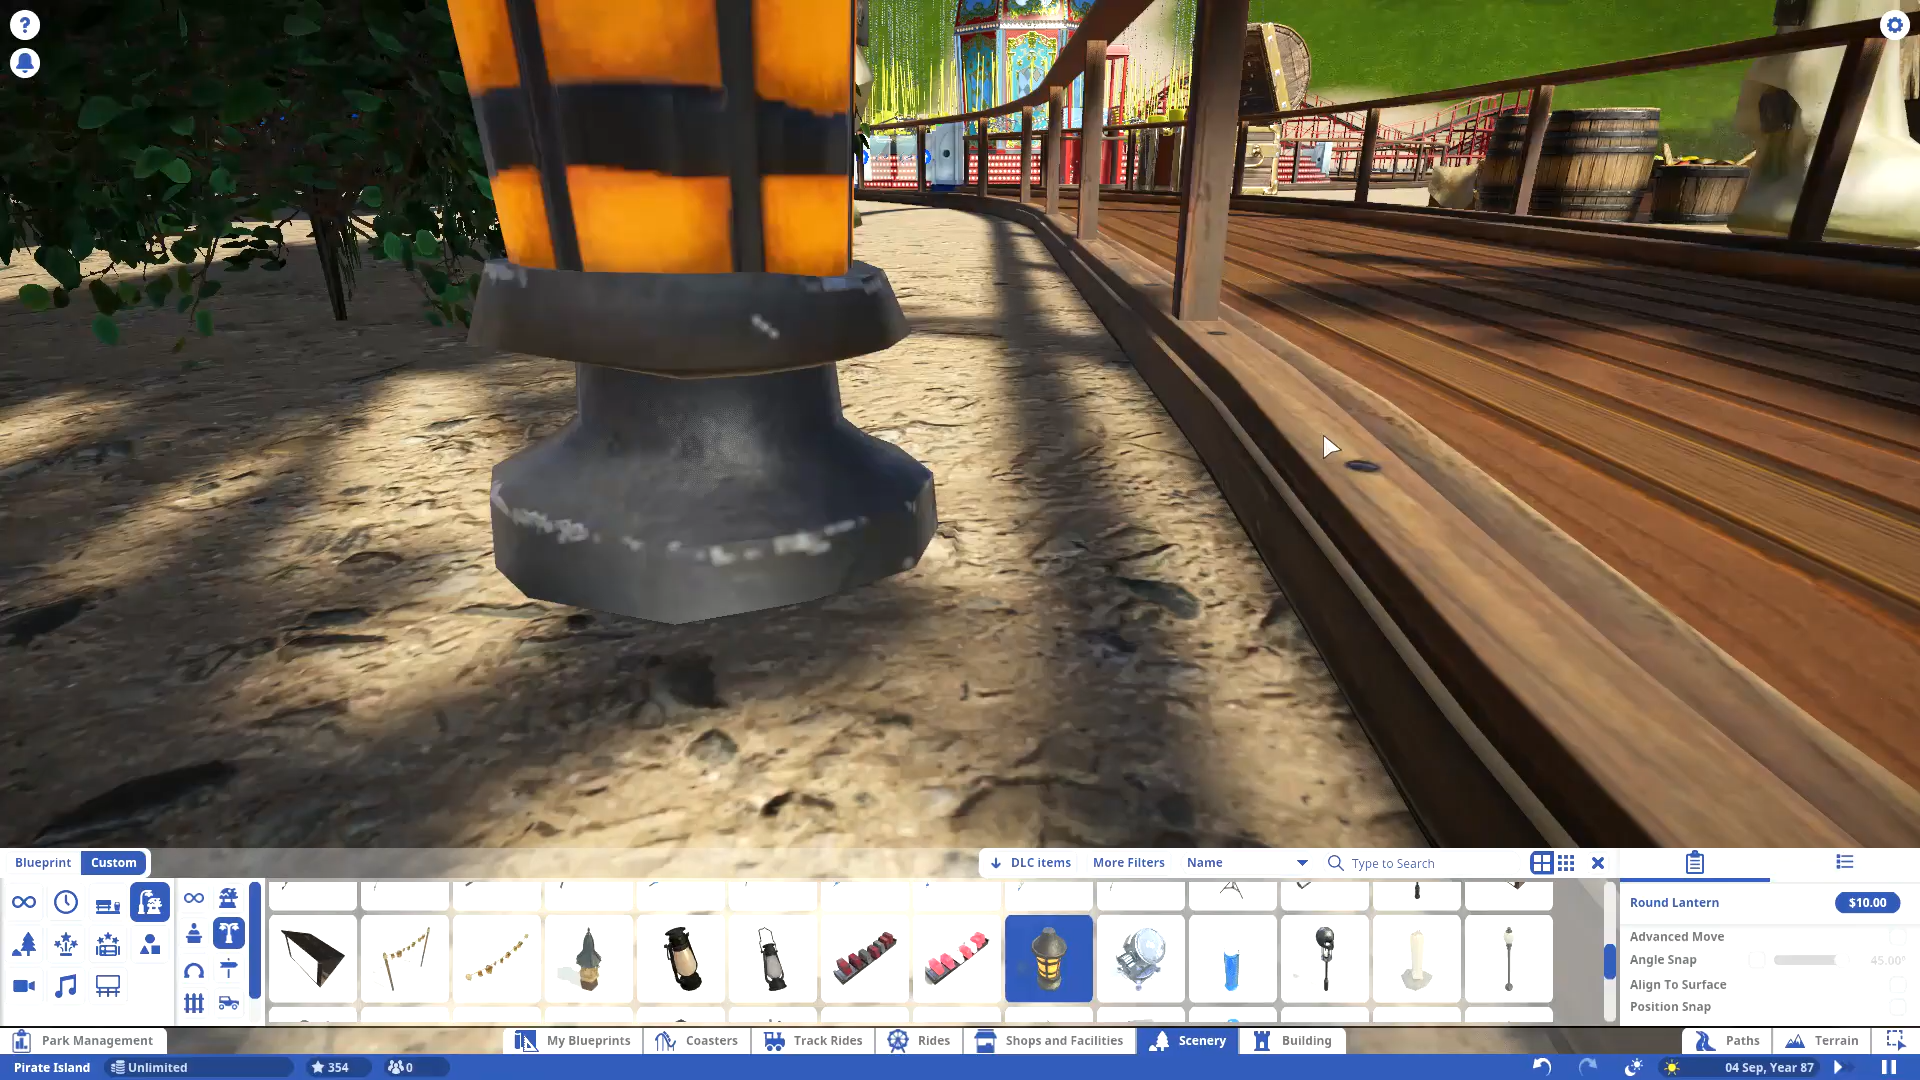 ?
Blueprint
Custom
DLC items
More Filters
Name
Type to Search
Round Lantern
$10.00
Advanced Move
Angle Snap
45.00°
Align To Surface
Position Snap
Park Management
My Blueprints
Coasters
Track Rides
Rides
Shops and Facilities
Scenery
Building
Paths
Terrain
Pirate Island
Unlimited
354
0
04 Sep, Year 87